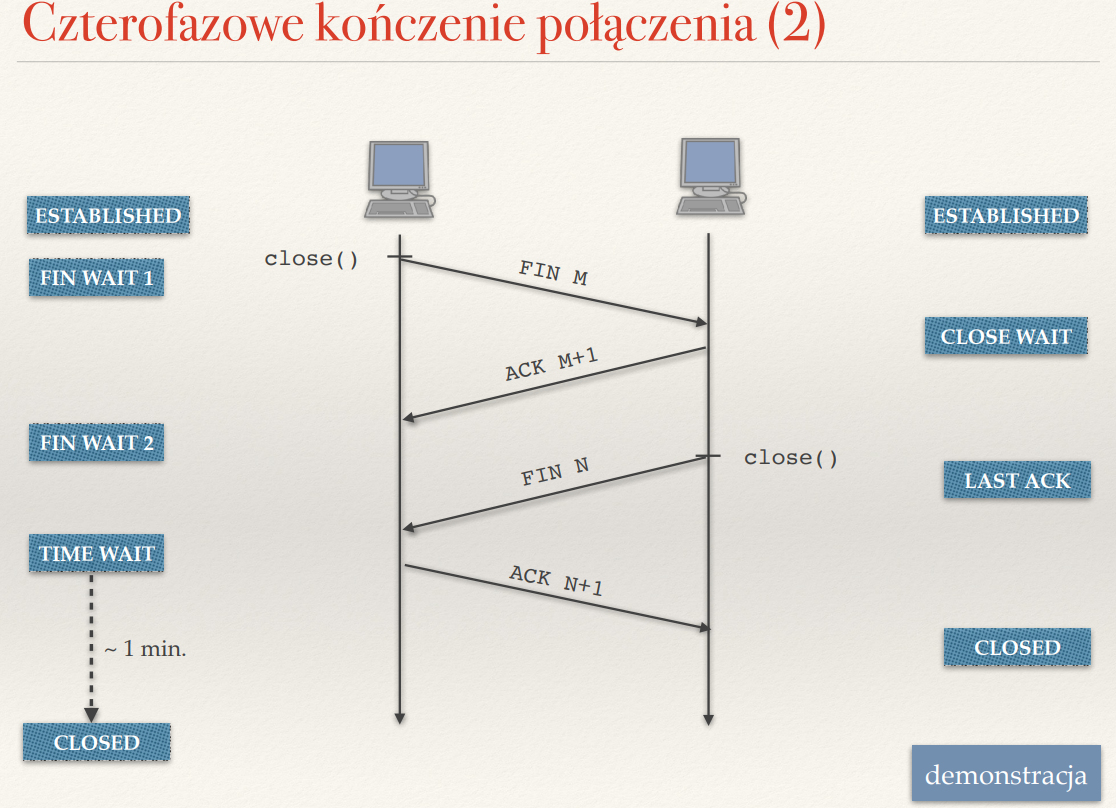 Czterofazowe kończenie połączenia (2)
ESTABLISHED
ESTABLISHED
close()
FIN WAIT 1
FIN M
CLOSE WAIT
ACK M+1
FIN WAIT 2
FIN N
close()
LAST ACK
TIME WAIT
ACK N+1
~ 1 min.
CLOSED
CLOSED
demonstracja